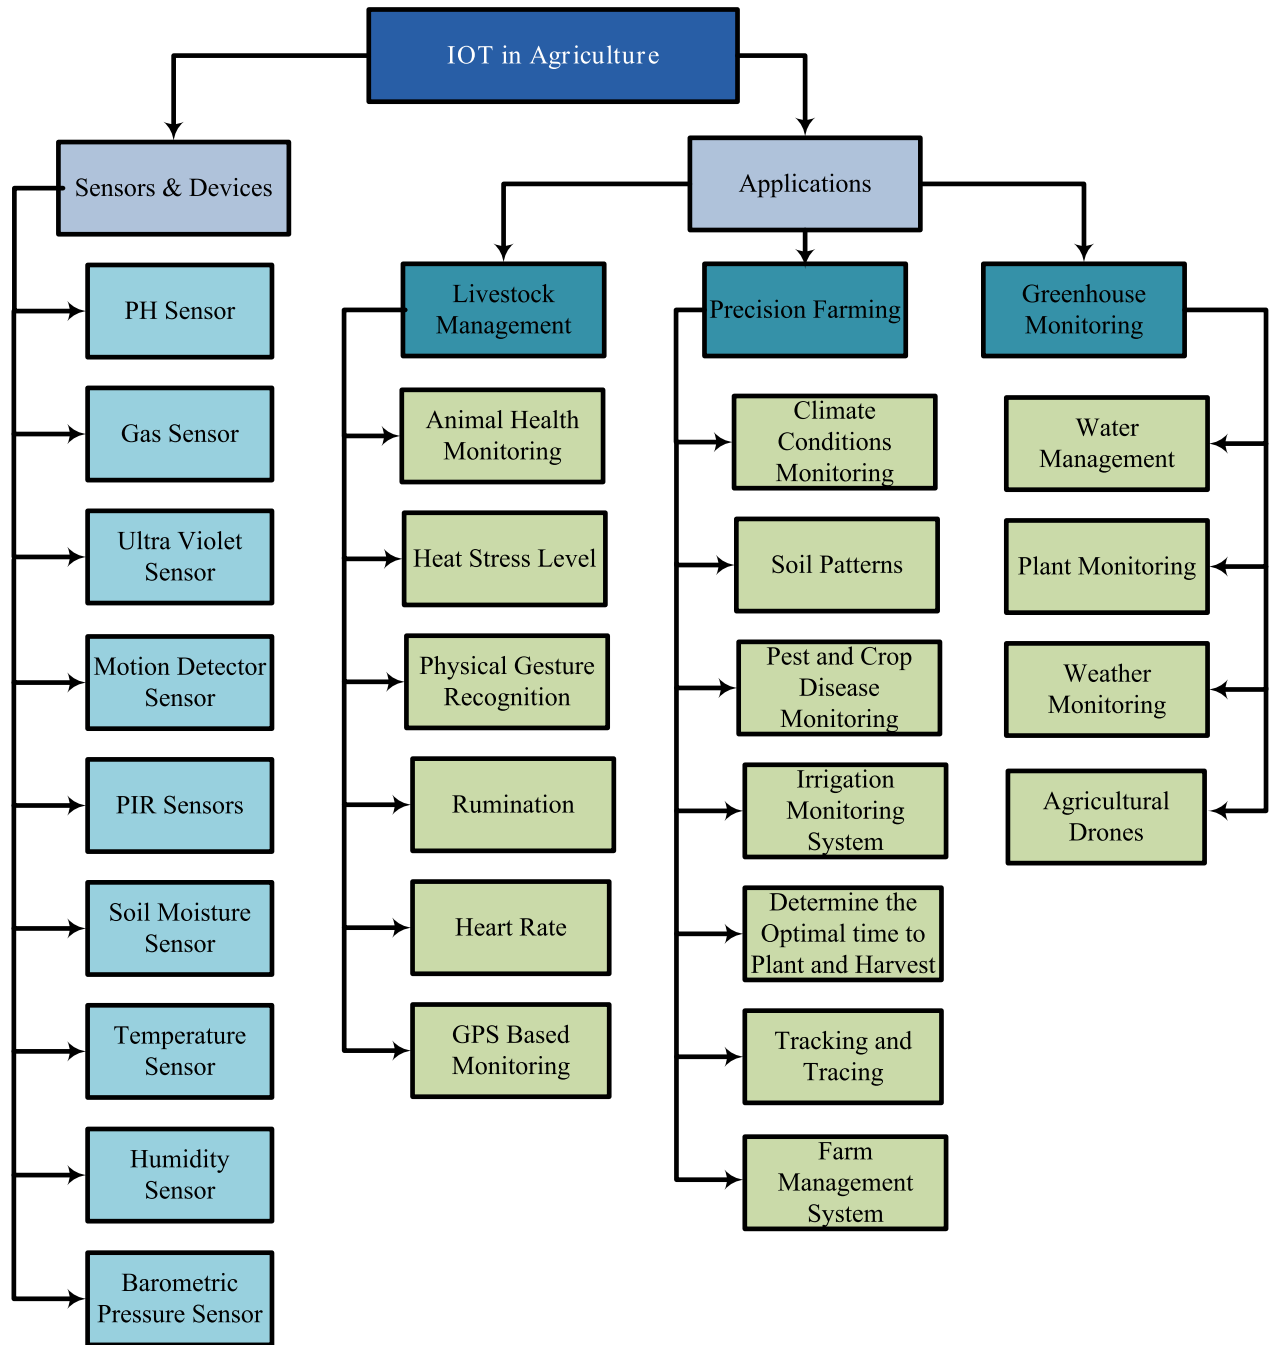 IOT in Agriculture
Sensors & Devices
Applications
PH Sensor
Gas Sensor
Ultra Violet
Sensor
Motion Detector
Sensor
PIR Sensors
Soil Moisture
Sensor
Temperature
Sensor
Humidity
Sensor
Barometric
Pressure Sensor
Livestock
Management
Animal Health
Monitoring
Heat Stress Level
Physical Gesture
Recognition
Rumination
Heart Rate
GPS Based
Monitoring
Precision Farming
Climate
Conditions
Monitoring
Soil Patterns
Pest and Crop
Disease
Monitoring
Irrigation
Monitoring
System
Determine the
Optimal time to
Plant and Harvest
Tracking and
Tracing
Farm
Management
System
Greenhouse
Monitoring
Water
Management
Plant Monitoring
Weather
Monitoring
Agricultural
Drones